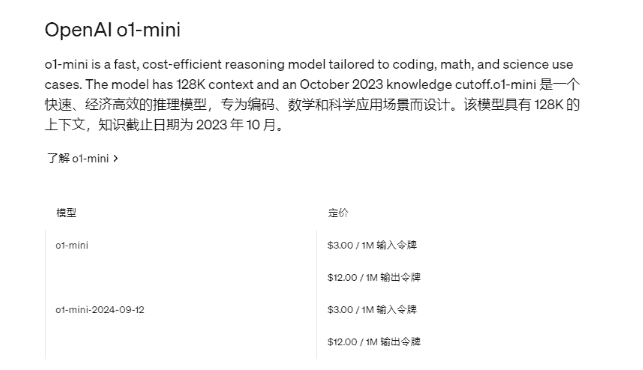 OpenAI o1-mini
o1-mini is a fast, cost-efficient reasoning model tailored to coding, math, and science use
cases. The model has 128K context and an October 2023 knowledge cutoff.o1-mini 是一个
快速、经济高效的推理模型，专为编码、数学和科学应用场景而设计。该模型具有 128K 的
上下文，知识截止日期为 2023 年 10 月。
了解 o1-mini >
模型 定价
o1-mini $3.00 / 1M 输入令牌
$12.00 / 1M 输出令牌
o1-mini-2024-09-12 $3.00 / 1M 输入令牌
$12.00 / 1M 输出令牌